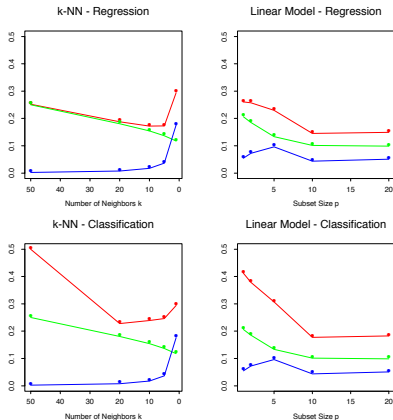 k-NN - Regression
0.0 0.1 0.2 0.3 0.4 0.5
50 40 30 20 10 0
Number of Neighbors k
Linear Model - Regression
0.0 0.1 0.2 0.3 0.4 0.5
5 10 15 20
Subset Size p
k-NN - Classification
0.0 0.1 0.2 0.3 0.4 0.5
50 40 30 20 10 0
Number of Neighbors k
Linear Model - Classification
0.0 0.1 0.2 0.3 0.4 0.5
5 10 15 20
Subset Size p